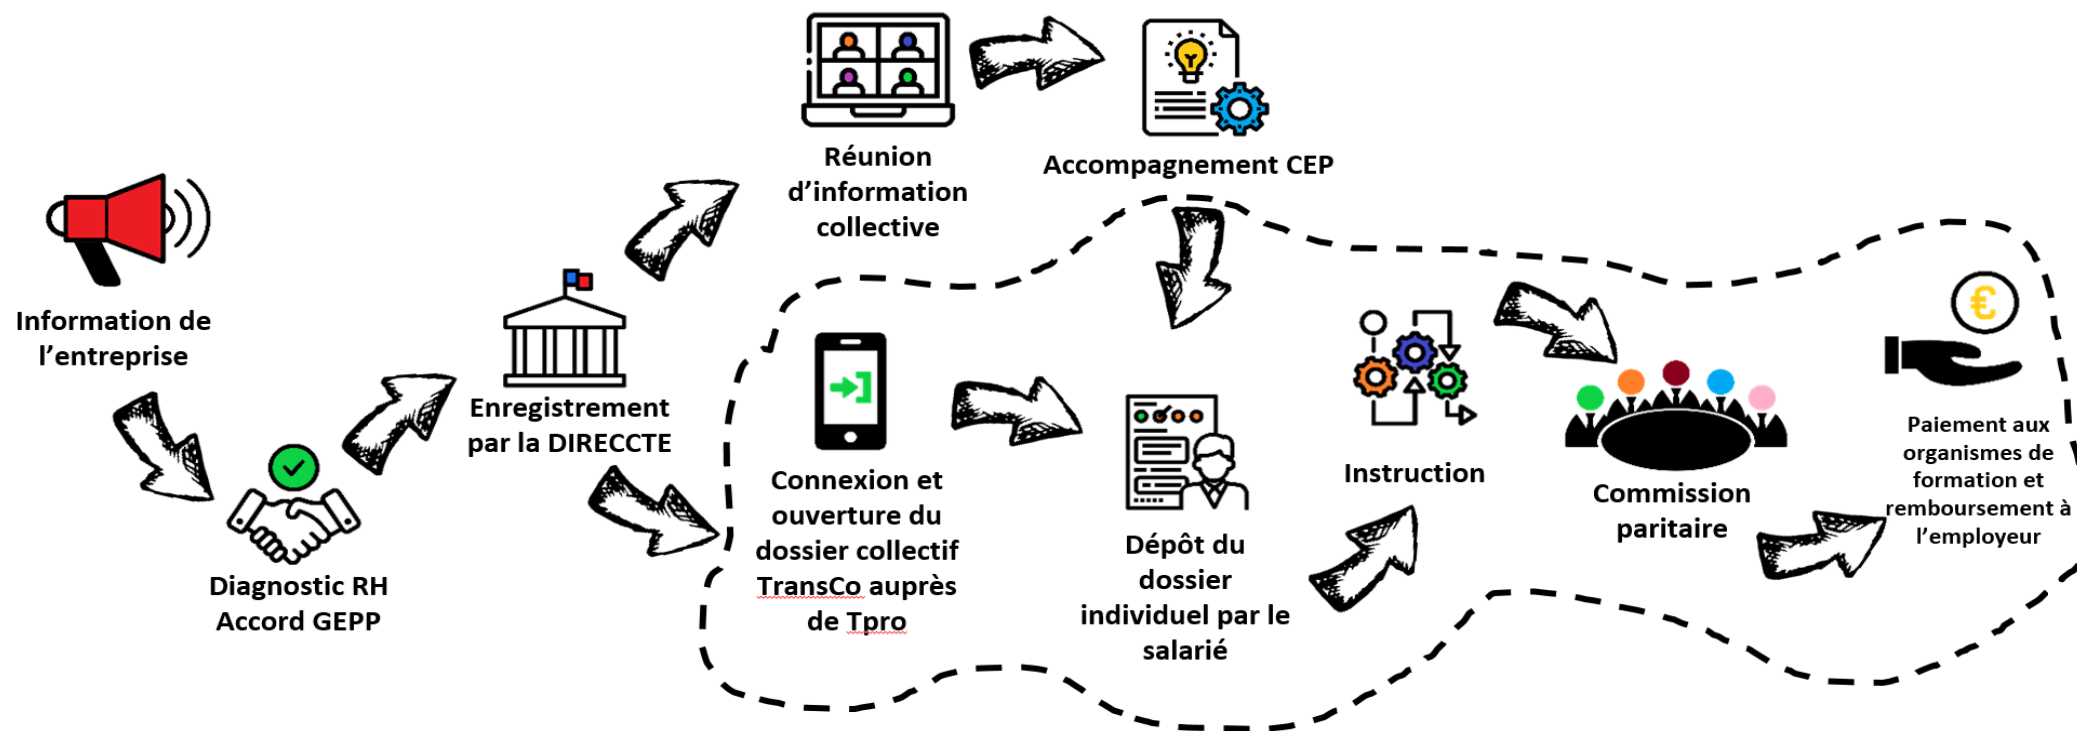 Information de
l'entreprise
Diagnostic RH
Accord GEPP
Enregistrement
par la DIRECCTE
Réunion
d'information
collective
Accompagnement CEP
Connexion et
ouverture du
dossier collectif
TransCo auprès
de Tpro
Dépôt du
dossier
individuel par le
salarié
Instruction
Commission
paritaire
€
Paiement aux
organismes de
formation et
remboursement à
l'employeur